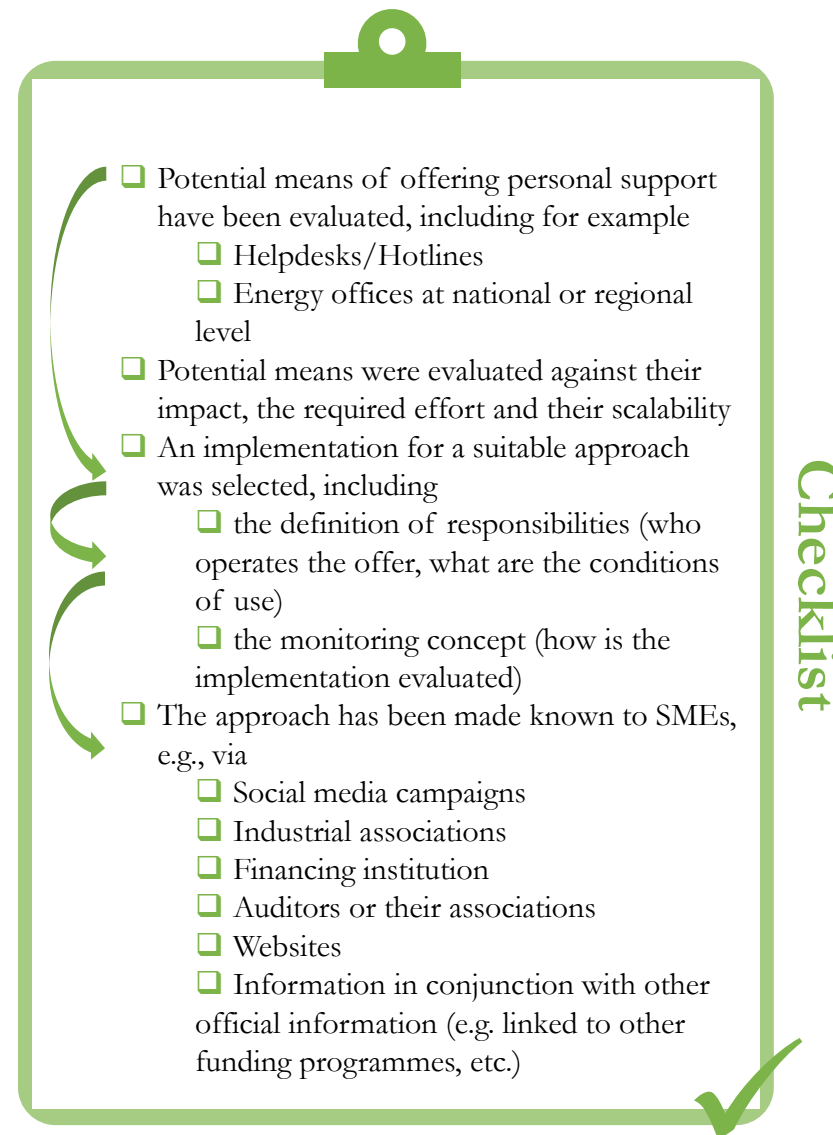 ❑ Potential means of offering personal support
have been evaluated, including for example
❑ Helpdesks/Hotlines
❑ Energy offices at national or regional
level
❑ Potential means were evaluated against their
impact, the required effort and their scalability
❑ An implementation for a suitable approach
was selected, including
❑ the definition of responsibilities (who
operates the offer, what are the conditions
of use)
❑ the monitoring concept (how is the
implementation evaluated)
❑ The approach has been made known to SMEs,
e.g., via
❑ Social media campaigns
❑ Industrial associations
❑ Financing institution
❑ Auditors or their associations
❑ Websites
❑ Information in conjunction with other
official information (e.g. linked to other
funding programmes, etc.)
Checklist